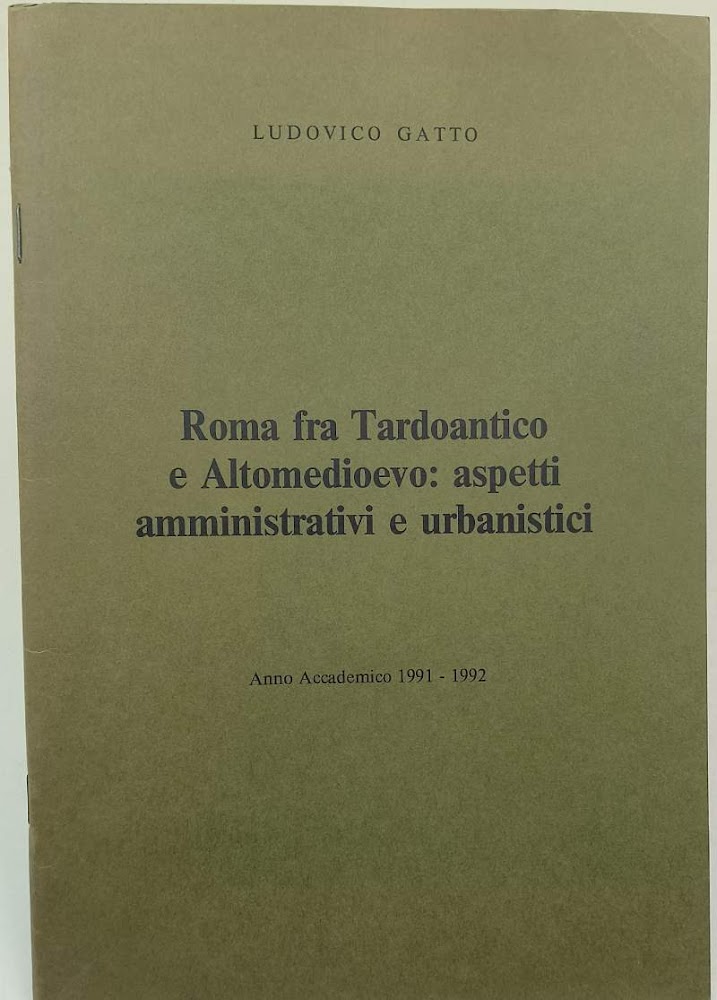 LUDOVICO GATTO
Roma fra Tardoantico
e Altomedioevo: aspetti
amministrativi e urbanistici
Anno Accademico 1991 - 1992